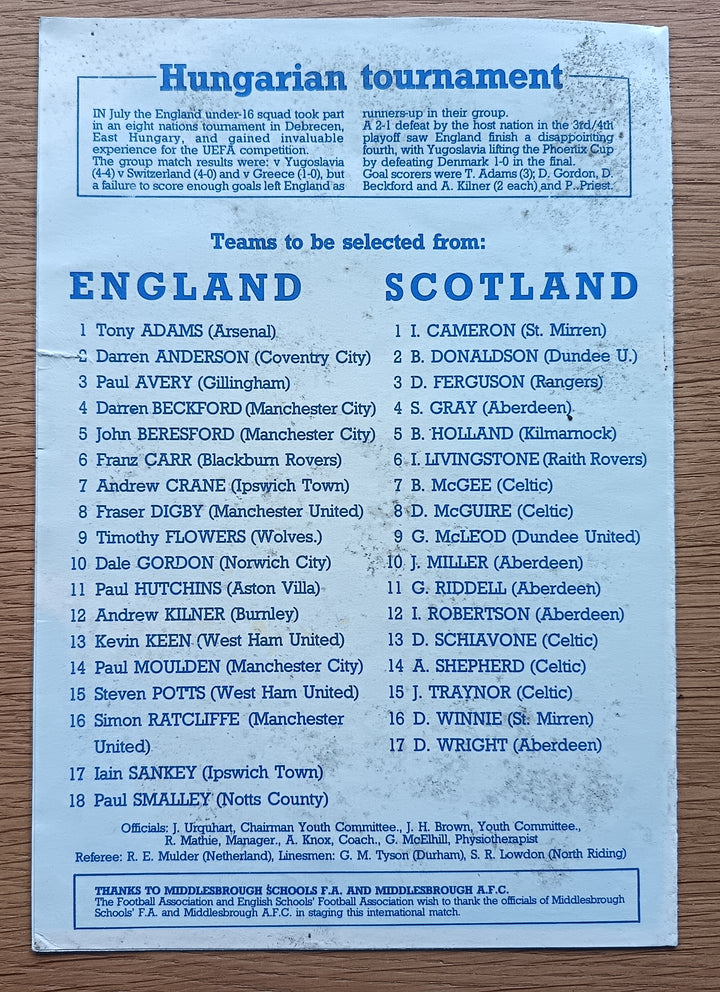 Hungarian tournament
IN July the England under-16 squad took part
in an eight nations tournament in Debrecen,
East Hungary, and gained invaluable
experience for the UEFA competition.
The group match results were: v Yugoslavia
(4-4) v Switzerland (4-0) and v Greece (1-0), but
a failure to score enough goals left England as
runners-up in their group.
A 2-1 defeat by the host nation in the 3rd/4th
playoff saw England finish a disappointing
fourth, with Yugoslavia lifting the Phoenix Cup
by defeating Denmark 1-0 in the final.
Goal scorers were T. Adams (3); D. Gordon, D.
Beckford and A. Kilner (2 each) and P. Priest.
Teams to be selected from:
ENGLAND
1 Tony ADAMS (Arsenal)
2 Darren ANDERSON (Coventry City)
3 Paul AVERY (Gillingham)
4 Darren BECKFORD (Manchester City)
5 John BERESFORD (Manchester City)
6 Franz CARR (Blackburn Rovers)
7 Andrew CRANE (Ipswich Town)
8 Fraser DIGBY (Manchester United)
9 Timothy FLOWERS (Wolves.)
10 Dale GORDON (Norwich City)
11 Paul HUTCHINS (Aston Villa)
12 Andrew KILNER (Burnley)
13 Kevin KEEN (West Ham United)
14 Paul MOULDEN (Manchester City)
15 Steven POTTS (West Ham United)
16 Simon RATCLIFFE (Manchester
United)
17 Iain SANKEY (Ipswich Town)
18 Paul SMALLEY (Notts County)
SCOTLAND
1 I. CAMERON (St. Mirren)
2 B. DONALDSON (Dundee U.)
3 D. FERGUSON (Rangers)
4 S. GRAY (Aberdeen)
5 B. HOLLAND (Kilmarnock)
6 I. LIVINGSTONE (Raith Rovers)
7 B. McGEE (Celtic)
8 D. McGUIRE (Celtic)
9 G. McLEOD (Dundee United)
10 J. MILLER (Aberdeen)
11 G. RIDDELL (Aberdeen)
12 I. ROBERTSON (Aberdeen)
13 D. SCHIAVONE (Celtic)
14 A. SHEPHERD (Celtic)
15 J. TRAYNOR (Celtic)
16 D. WINNIE (St. Mirren)
17 D. WRIGHT (Aberdeen)
Officials: J. Urquhart, Chairman Youth Committee., J. H. Brown, Youth Committee.,
R. Mathie, Manager., A. Knox, Coach., G. McElhill, Physiotherapist
Referee: R. E. Mulder (Netherland), Linesmen: G. M. Tyson (Durham), S. R. Lowdon (North Riding)
THANKS TO MIDDLESBROUGH SCHOOLS F.A. AND MIDDLESBROUGH A.F.C.
The Football Association and English Schools' Football Association wish to thank the officials of Middlesbrough
Schools' F.A. and Middlesbrough A.F.C. in staging this international match.